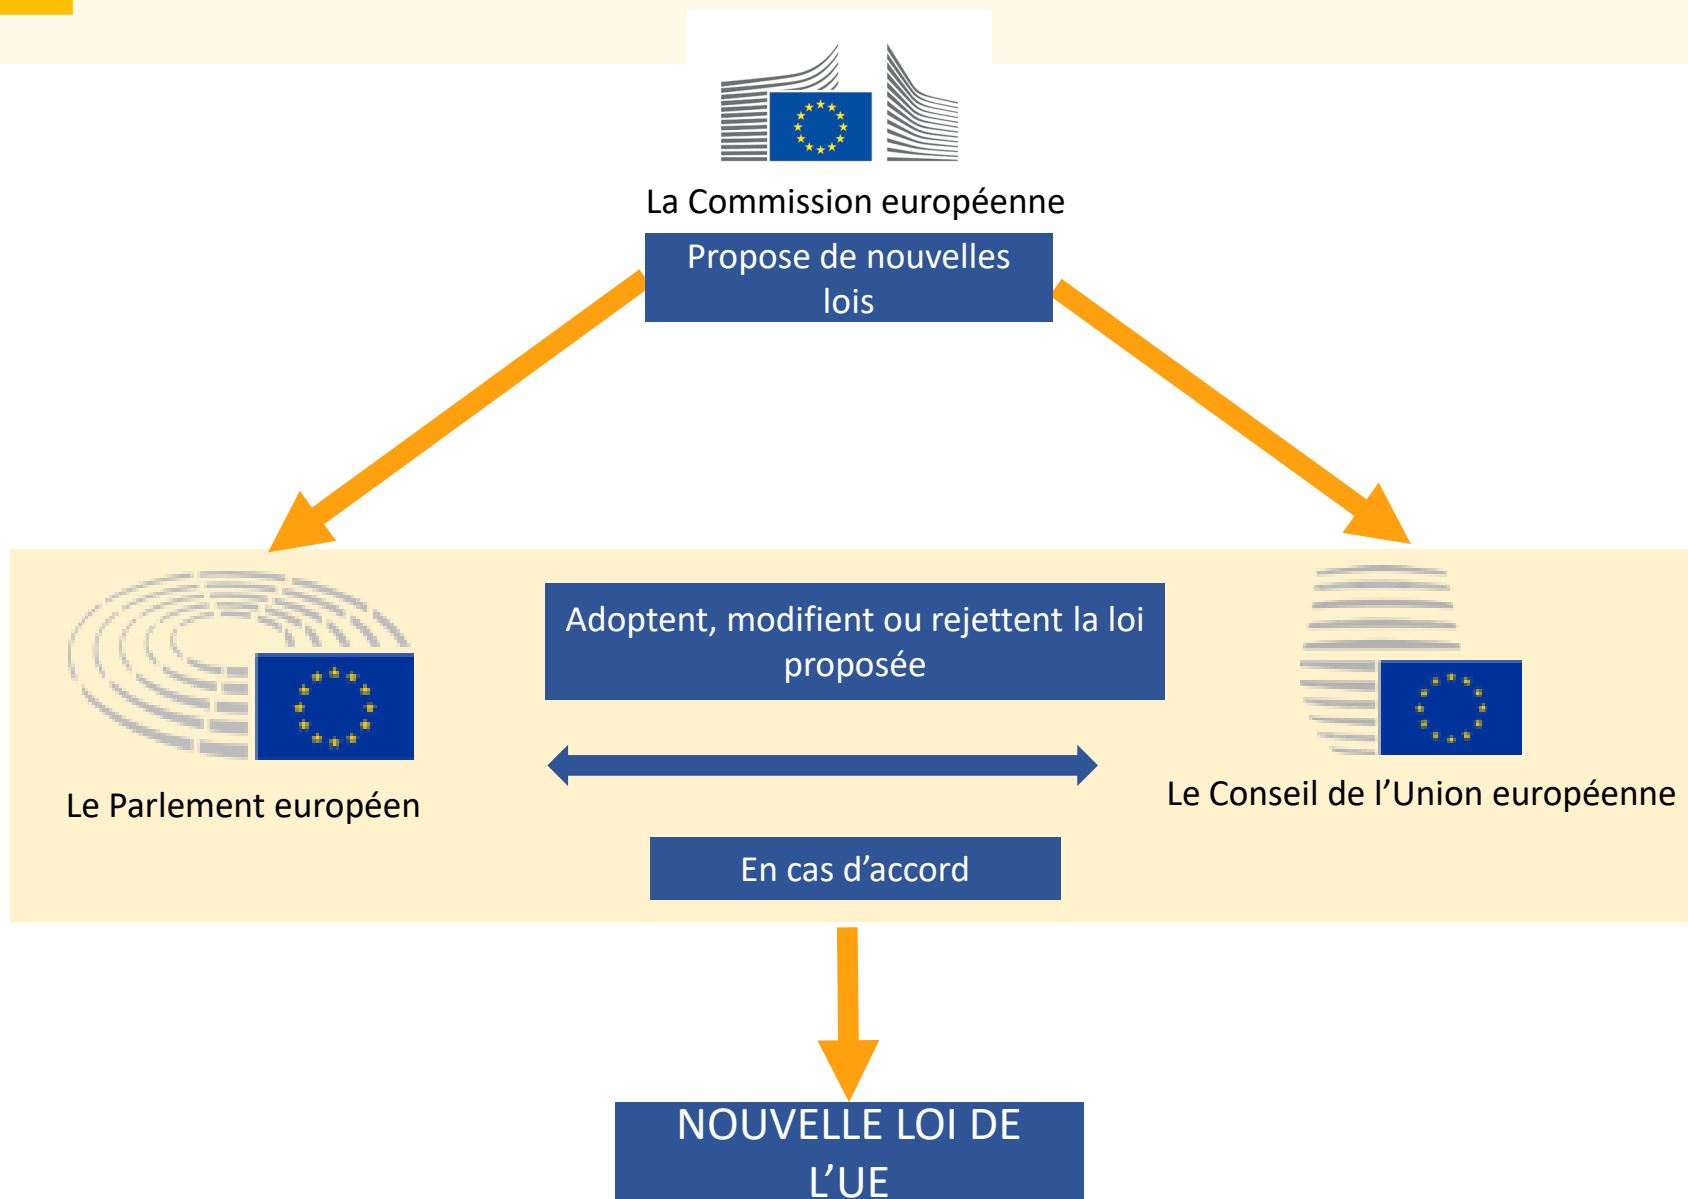 La Commission européenne
Propose de nouvelles
lois
Adoptent, modifient ou rejettent la loi
proposée
Le Parlement européen
Le Conseil de l’Union européenne
En cas d’accord
NOUVELLE LOI DE
L’UE